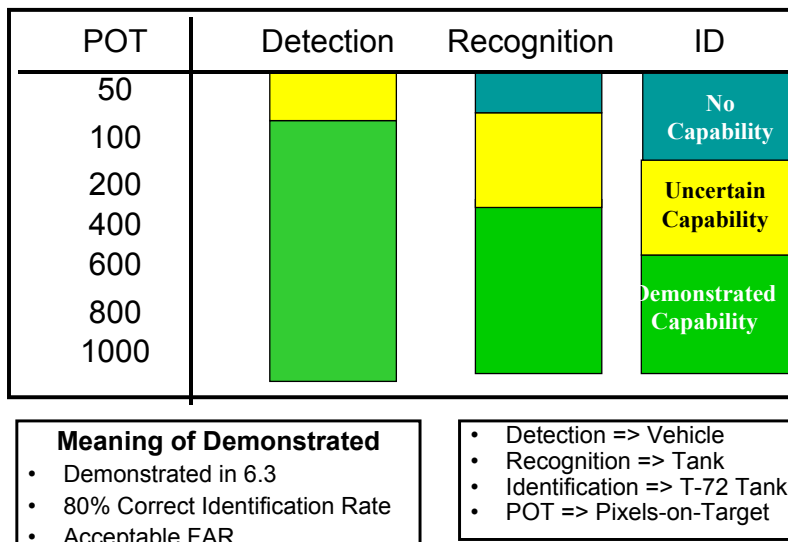 POT Detection Recognition ID
50
100
200
400
600
800
1000
No
Capability
Uncertain
Capability
Demonstrated
Capability
Meaning of Demonstrated
• Demonstrated in 6.3
• 80% Correct Identification Rate
• Acceptable FAR
• Detection => Vehicle
• Recognition => Tank
• Identification => T-72 Tank
• POT => Pixels-on-Target